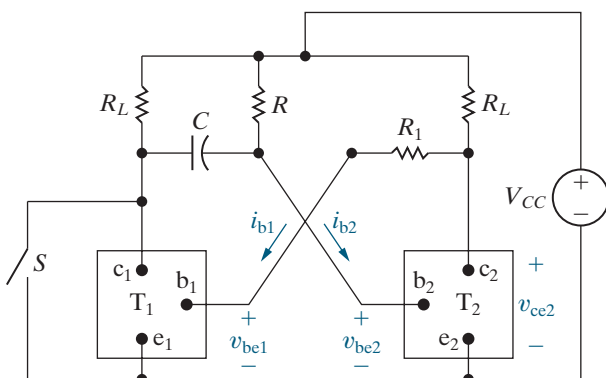 R_L
C
R
R_1
R_L
V_CC
+
−
S
i_b1
i_b2
c_1
T_1
b_1
e_1
+
v_be1
−
+
v_be2
−
c_2
b_2
T_2
e_2
+
v_ce2
−